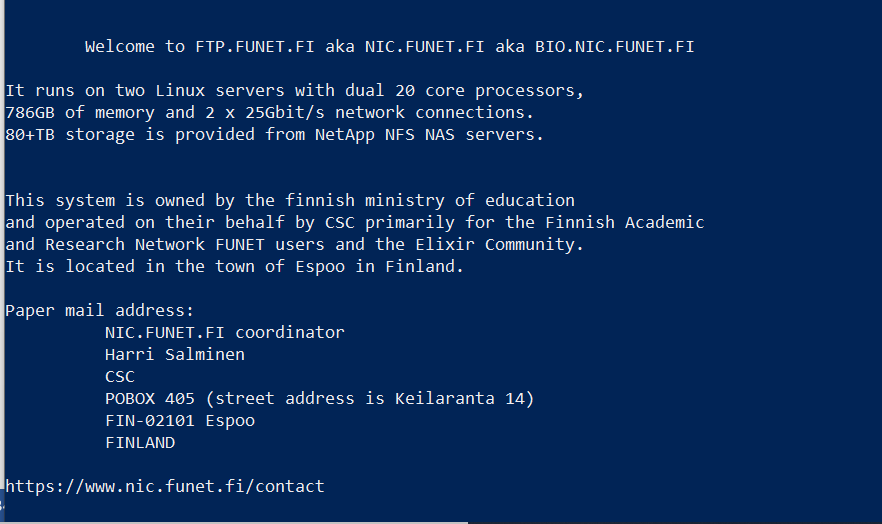 Welcome to FTP.FUNET.FI aka NIC.FUNET.FI aka BIO.NIC.FUNET.FI
It runs on two Linux servers with dual 20 core processors,
786GB of memory and 2 x 25Gbit/s network connections.
80+TB storage is provided from NetApp NFS NAS servers.
This system is owned by the finnish ministry of education
and operated on their behalf by CSC primarily for the Finnish Academic
and Research Network FUNET users and the Elixir Community.
It is located in the town of Espoo in Finland.
Paper mail address:
NIC.FUNET.FI coordinator
Harri Salminen
CSC
POBOX 405 (street address is Keilaranta 14)
FIN-02101 Espoo
FINLAND
https://www.nic.funet.fi/contact